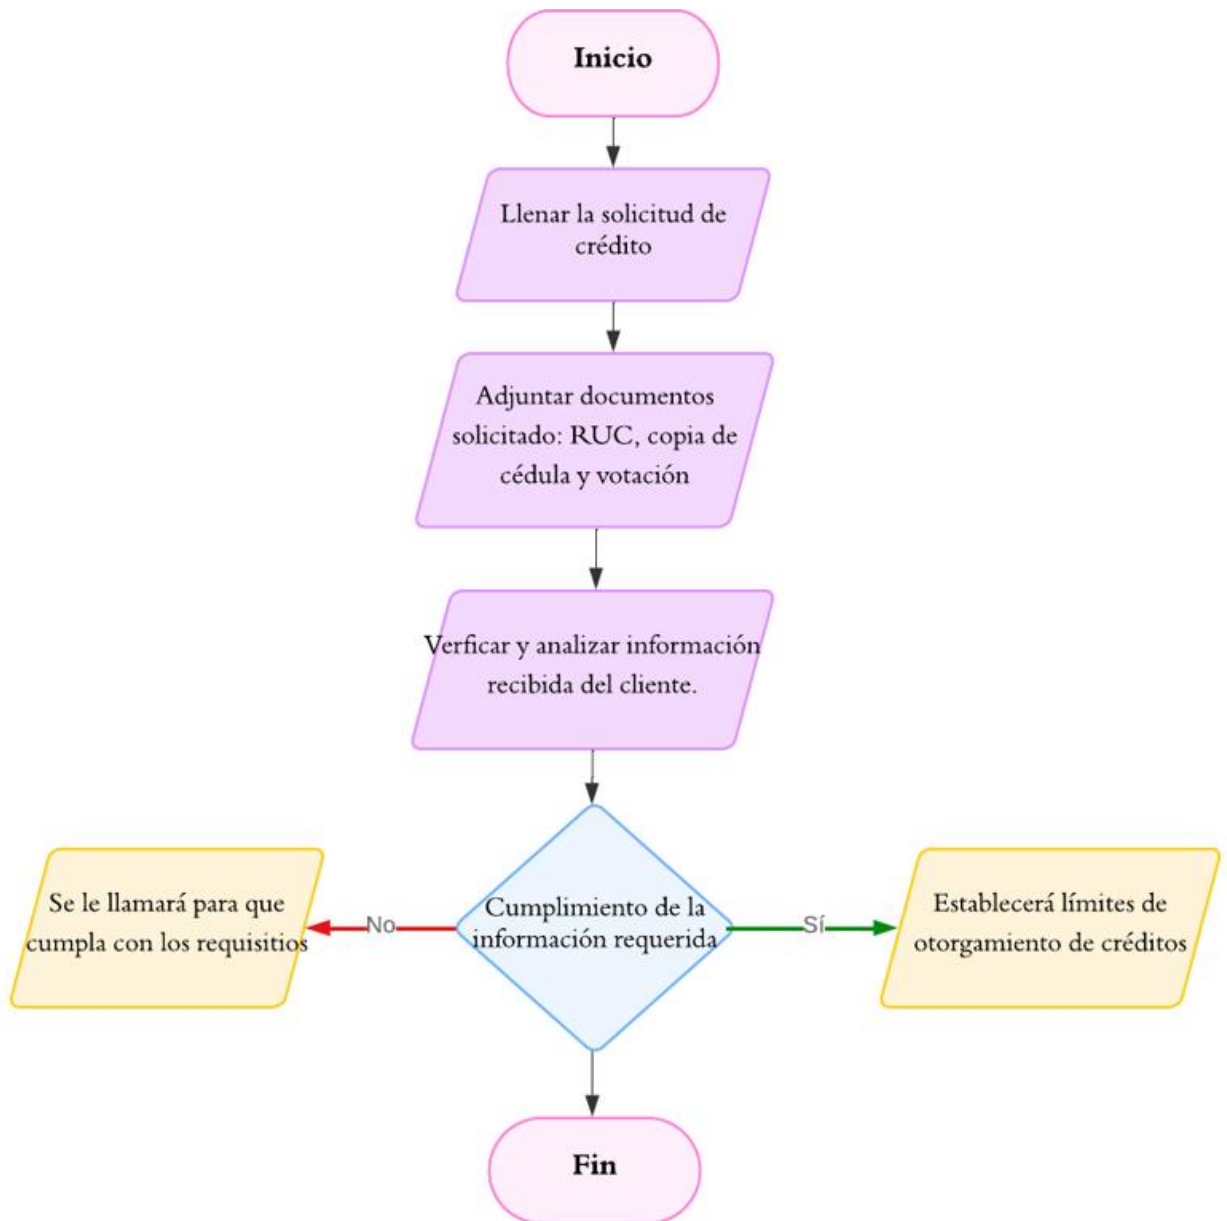 Inicio
Llenar la solicitud de
crédito
Adjuntar documentos
solicitado: RUC, copia de
cédula y votación
Verficar y analizar información
recibida del cliente.
Se le llamará para que
cumpla con los requisitios
No
Cumplimiento de la
información requerida
Sí
Establecerá límites de
otorgamiento de créditos
Fin